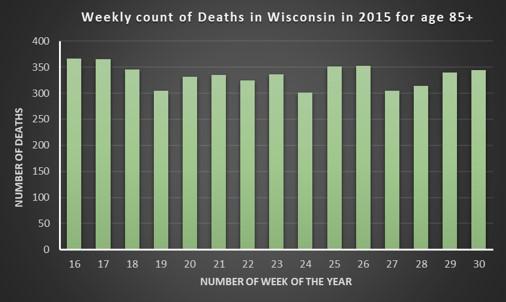 Weekly count of Deaths in Wisconsin in 2015 for age 85+
400
350
300
250
200
150
100
50
0
NUMBER OF DEATHS
16 17 18 19 20 21 22 23 24 25 26 27 28 29 30
NUMBER OF WEEK OF THE YEAR